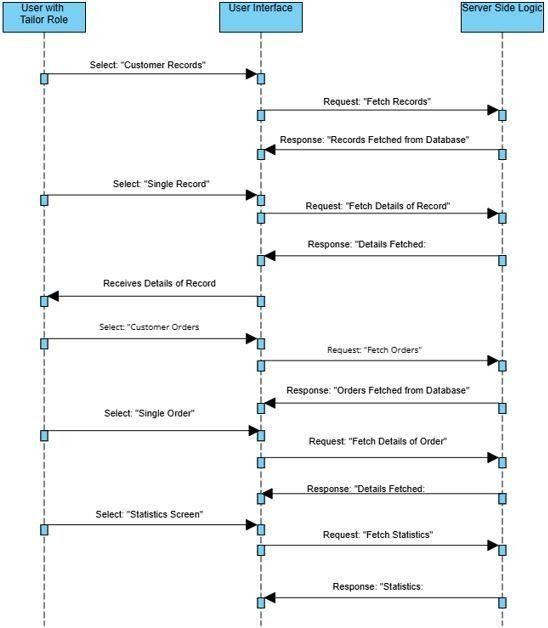 User with
Tailor Role
User Interface
Server Side Logic
Select: "Customer Records"
Request: "Fetch Records"
Response: "Records Fetched from Database"
Select: "Single Record"
Request: "Fetch Details of Record"
Response: "Details Fetched:
Receives Details of Record
Select: "Customer Orders
Request: "Fetch Orders"
Response: "Orders Fetched from Database"
Select: "Single Order"
Request: "Fetch Details of Order"
Response: "Details Fetched:
Select: "Statistics Screen"
Request: "Fetch Statistics"
Response: "Statistics: